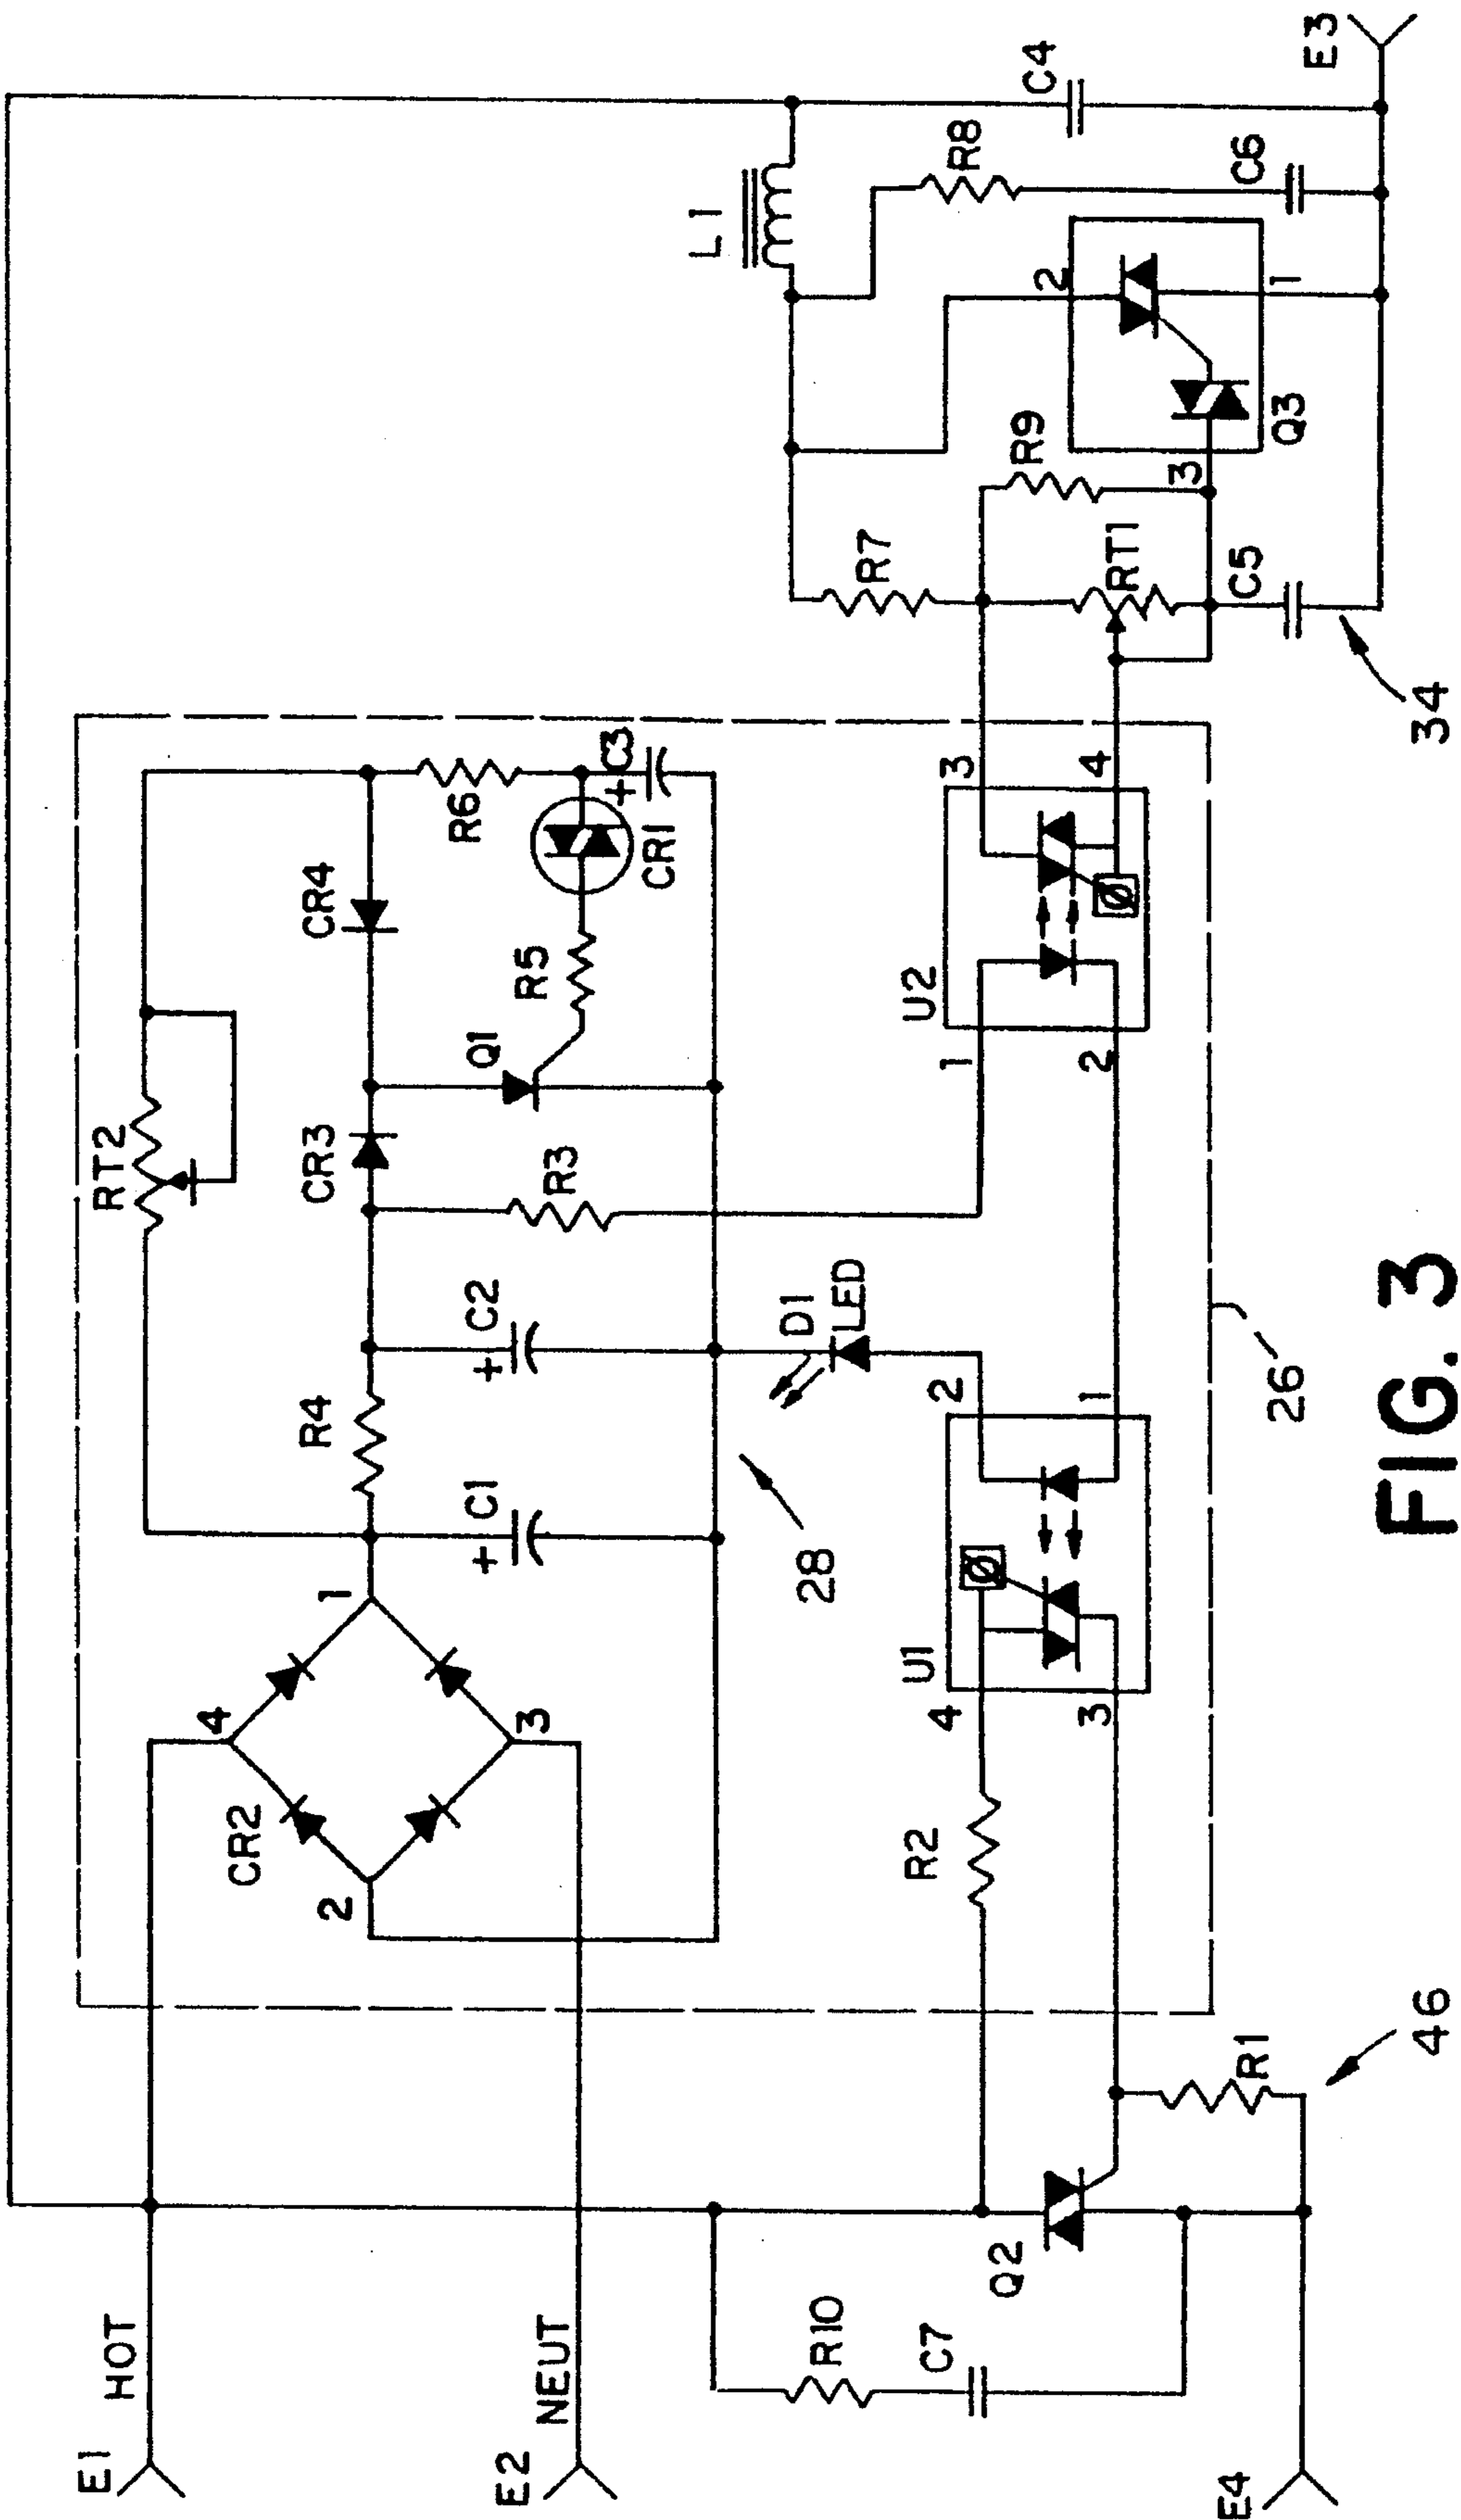 E1
HOT
E2
NEUT
E4
R10
C7
Q2
R1
46
R2
CR2
4
3
2
1
U1
4
3
2
1
C1
+
R4
C2
+
28
D1
LED
26
RT2
CR3
R3
Q1
CR4
R5
R6
CR1
C3
+
U2
1
2
3
4
34
R7
RT1
C5
R9
3
Q3
2
1
L1
R8
C6
C4
E3
FIG. 3